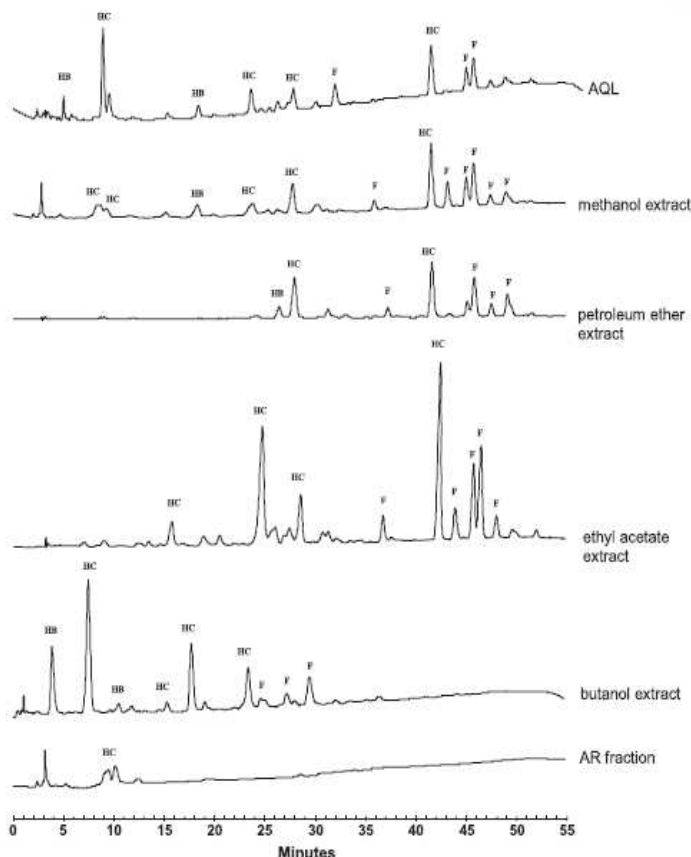 HC
HB
HB
HC
HC
F
HC
F
F
AQL
HC
HC
HB
HC
HC
F
HC
F
F
F
methanol extract
HB
HC
F
HC
F
F
petroleum ether
extract
HC
HC
HC
F
HC
F
F
F
ethyl acetate
extract
HB
HC
HB
HC
HC
HC
F
F
F
butanol extract
HC
AR fraction
0 5 10 15 20 25 30 35 40 45 50 55
Minutes